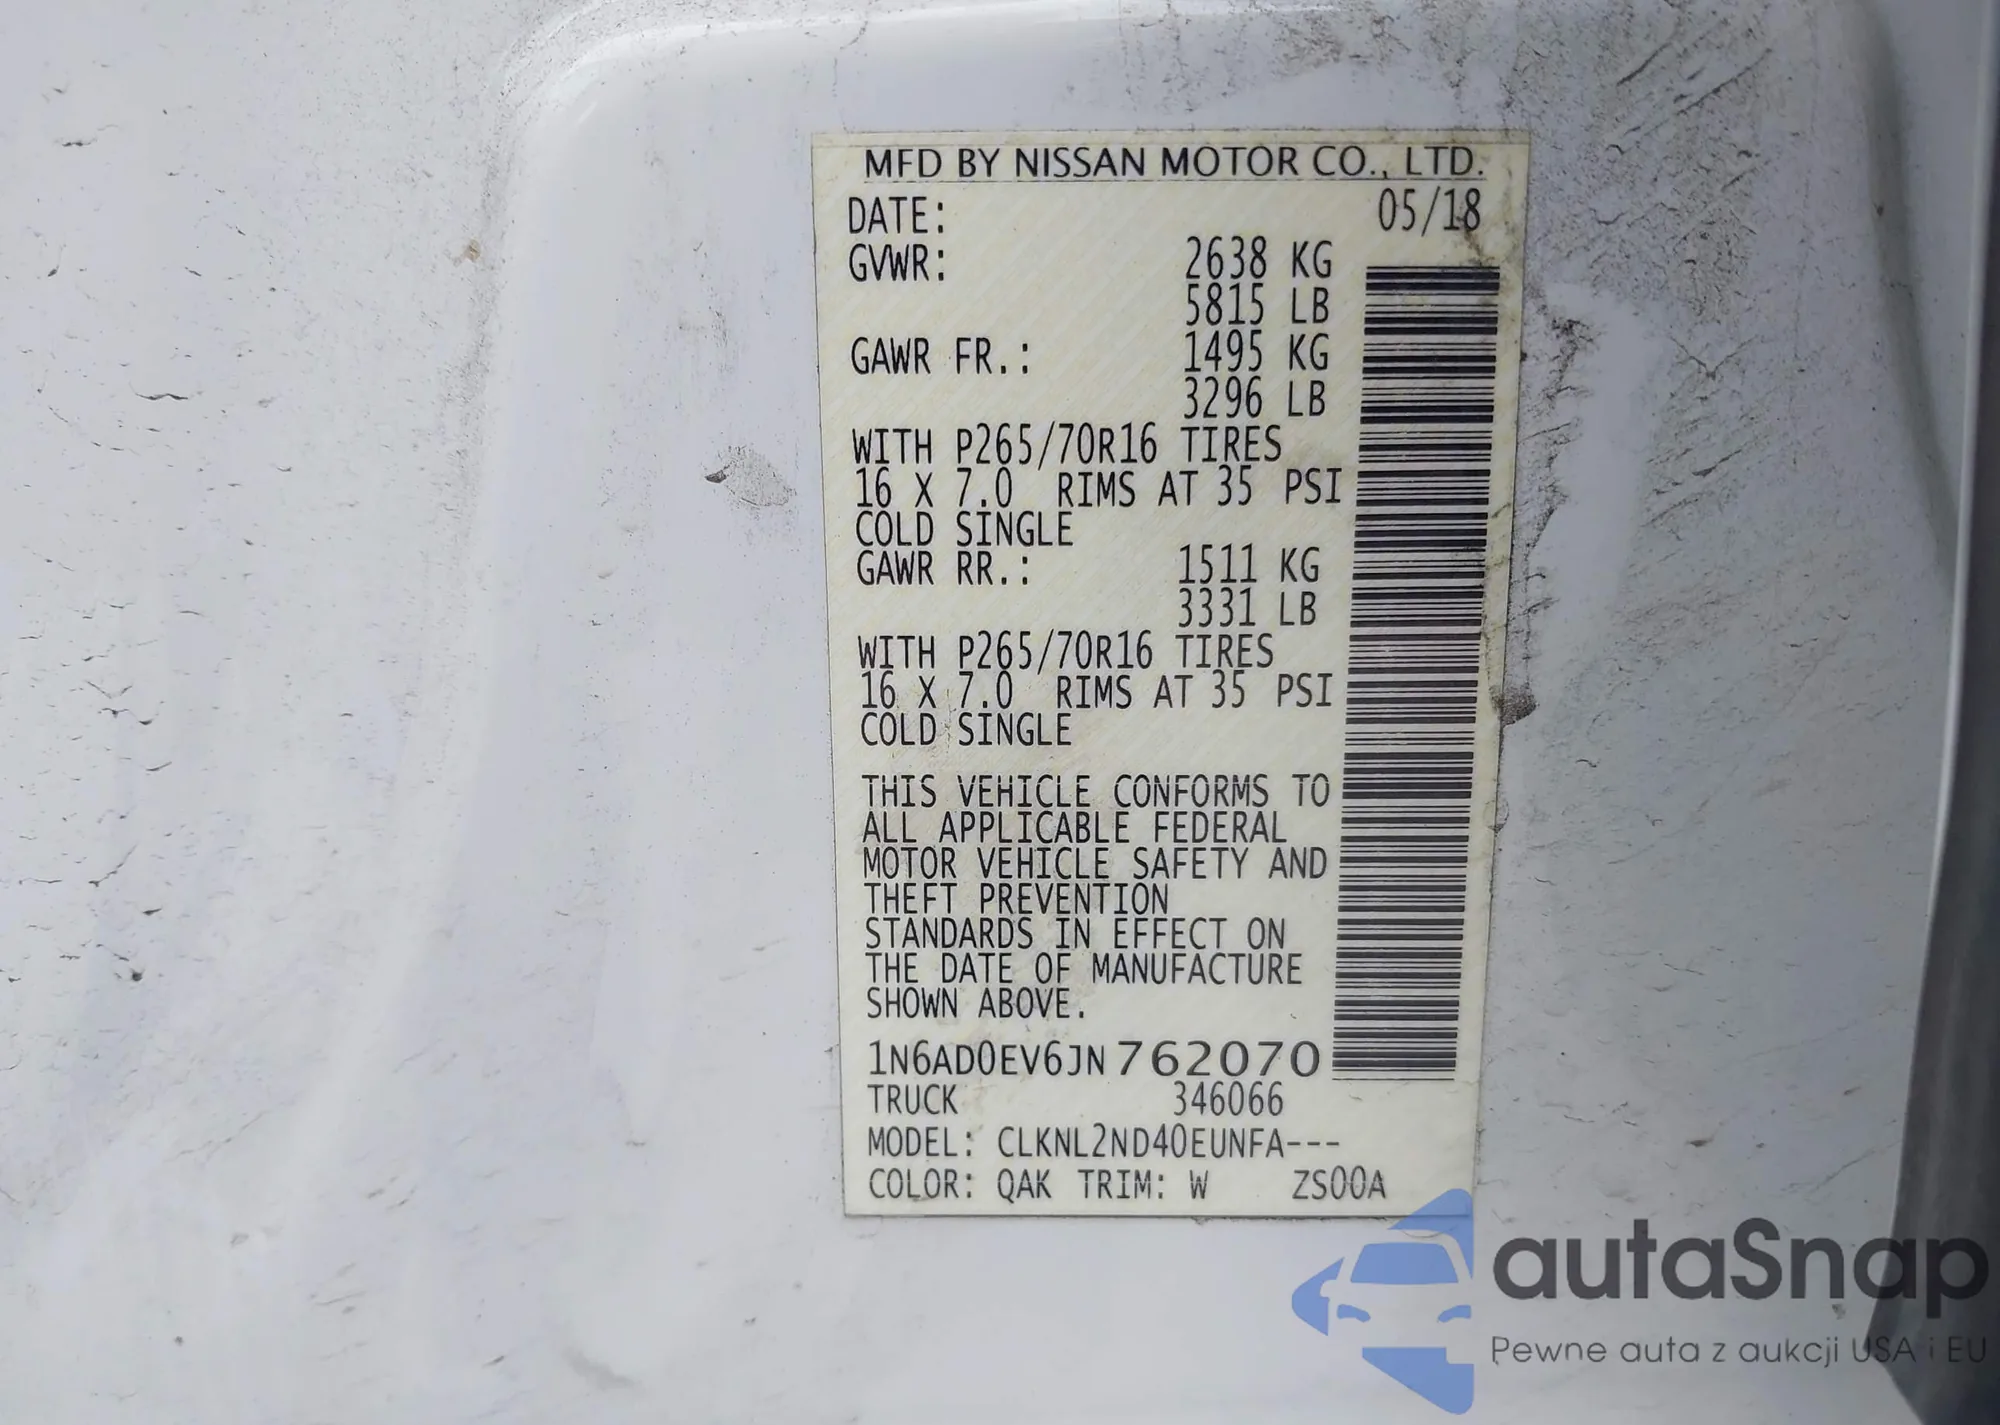 MFD BY NISSAN MOTOR CO., LTD.
DATE: 05/18
GVWR: 2638 KG
5815 LB
GAWR FR.: 1495 KG
3296 LB
WITH P265/70R16 TIRES
16 X 7.0 RIMS AT 35 PSI
COLD SINGLE
GAWR RR.: 1511 KG
3331 LB
WITH P265/70R16 TIRES
16 X 7.0 RIMS AT 35 PSI
COLD SINGLE
THIS VEHICLE CONFORMS TO
ALL APPLICABLE FEDERAL
MOTOR VEHICLE SAFETY AND
THEFT PREVENTION
STANDARDS IN EFFECT ON
THE DATE OF MANUFACTURE
SHOWN ABOVE.
1N6AD0EV6JN762070
TRUCK 346066
MODEL: CLKNL2ND40EUNFA---
COLOR: QAK TRIM: W ZS00A
autaSnap
Pewne auta z aukcji USA i EU